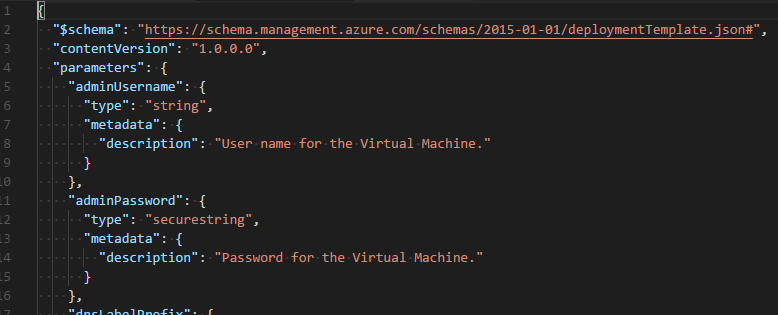 1 {
2 "$schema": "https://schema.management.azure.com/schemas/2015-01-01/deploymentTemplate.json#",
3 "contentVersion": "1.0.0.0",
4 "parameters": {
5 "adminUsername": {
6 "type": "string",
7 "metadata": {
8 "description": "User name for the Virtual Machine."
9 }
10 },
11 "adminPassword": {
12 "type": "securestring",
13 "metadata": {
14 "description": "Password for the Virtual Machine."
15 }
16 },
17 "dnsLabelPrefix": {